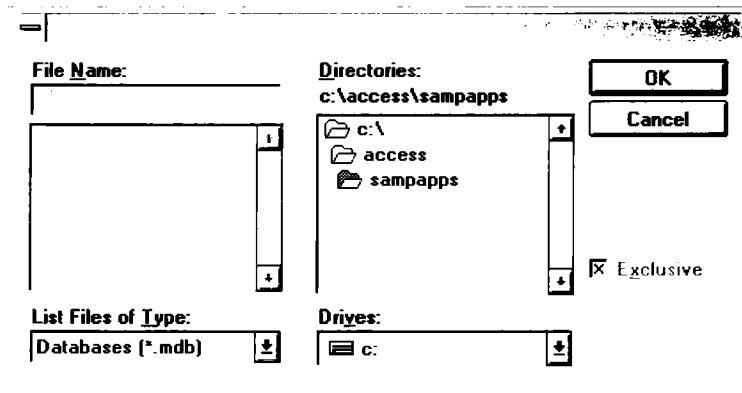 File Name:
Directories:
OK
c:\access\sampapps
Cancel
c:\
access
sampapps
Exclusive
List Files of Type:
Drives:
Databases (*.mdb)
c: